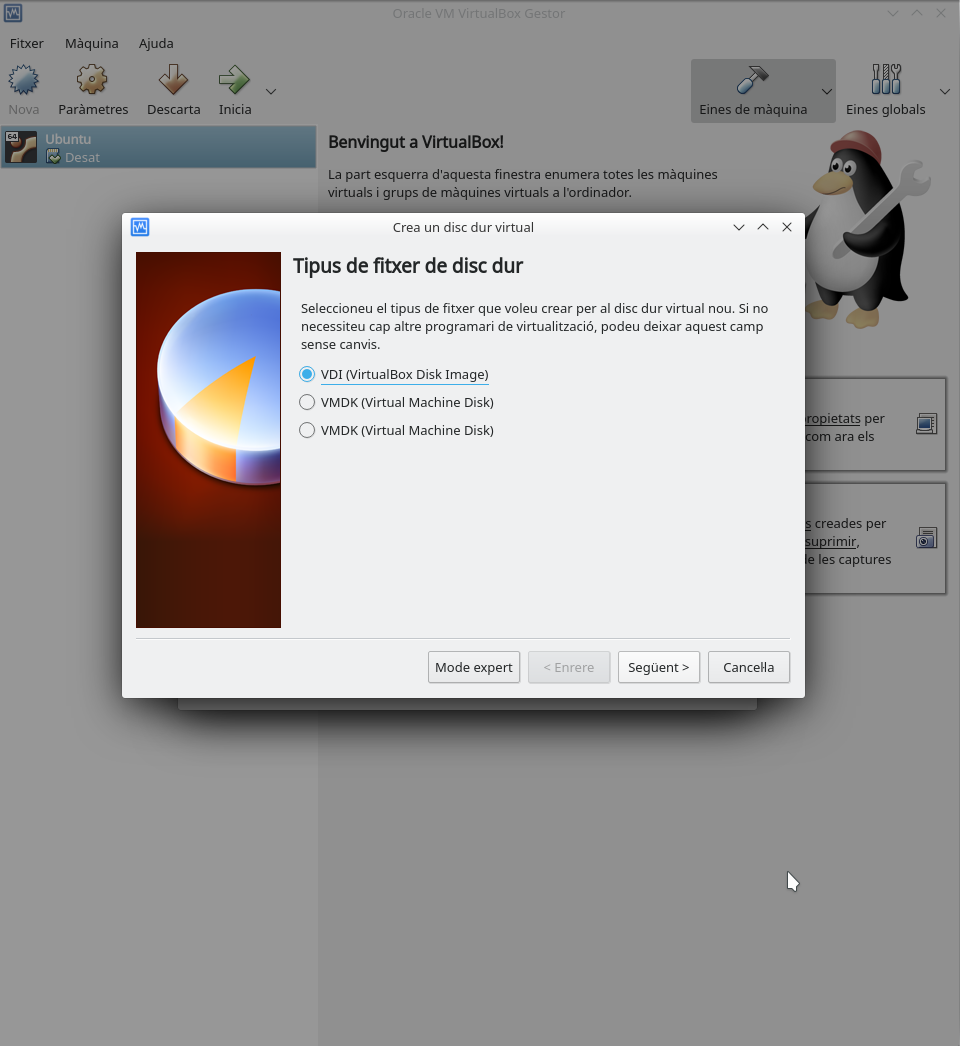 Oracle VM VirtualBox Gestor
Fitxer Màquina Ajuda
Nova Paràmetres Descarta Inicia Eines de màquina Eines globals
64 Ubuntu
Desat
Benvingut a VirtualBox!
La part esquerra d'aquesta finestra enumera totes les màquines
virtuals i grups de màquines virtuals a l'ordinador.
Crea un disc dur virtual
Tipus de fitxer de disc dur
Seleccioneu el tipus de fitxer que voleu crear per al disc dur virtual nou. Si no
necessiteu cap altre programari de virtualització, podeu deixar aquest camp
sense canvis.
VDI (VirtualBox Disk Image)
VMDK (Virtual Machine Disk)
VMDK (Virtual Machine Disk)
ropietats per
com ara els
s creades per
suprimir,
le les captures
Mode expert < Enrere Següent > Cancel·la